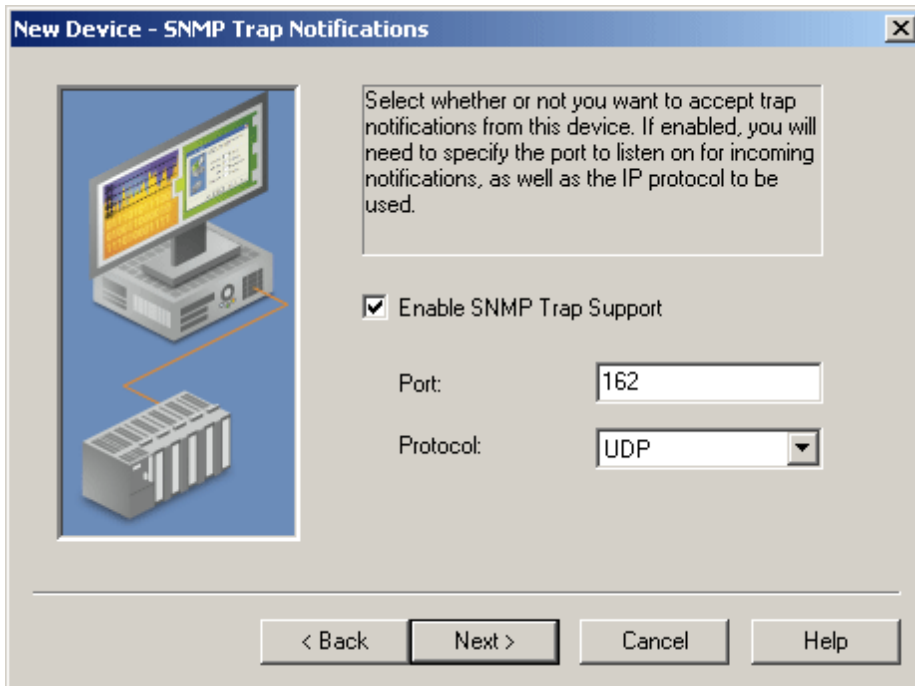 New Device - SNMP Trap Notifications
Select whether or not you want to accept trap
notifications from this device. If enabled, you will
need to specify the port to listen on for incoming
notifications, as well as the IP protocol to be
used.
Enable SNMP Trap Support
Port:
162
Protocol:
UDP
< Back
Next >
Cancel
Help